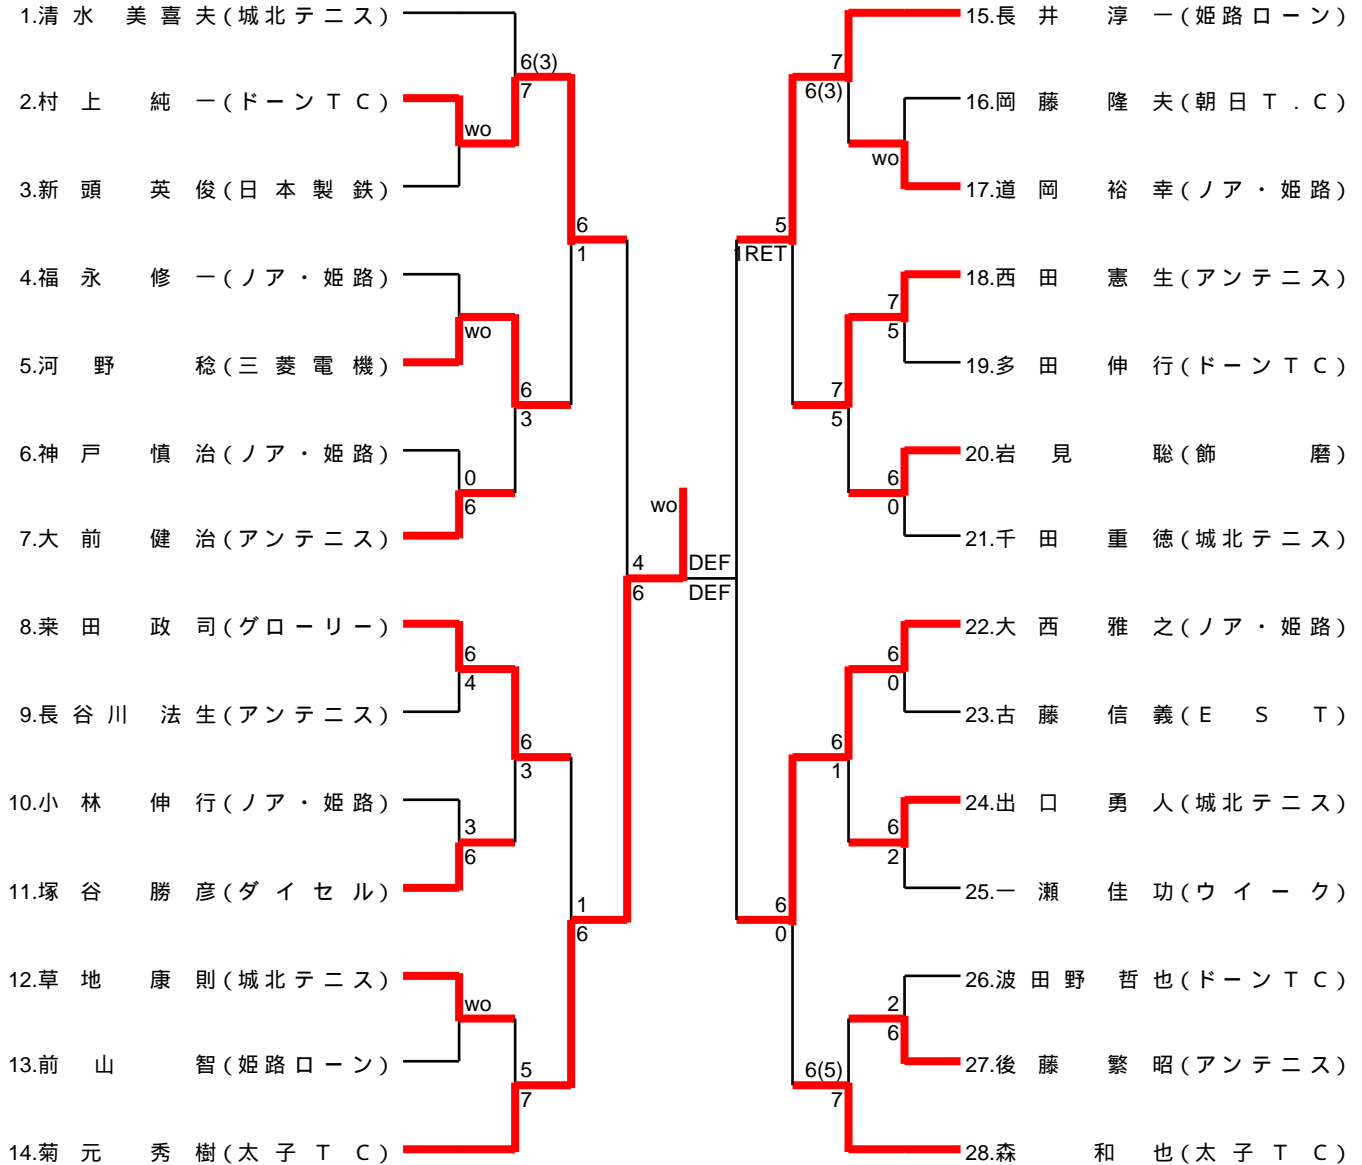 1.清水 美喜夫(城北テニス)
6(3)
7
2.村上 純一(ドーンTC)
wo
3.新頭 英俊(日本製鉄)
6
1
4.福永 修一(ノア・姫路)
wo
5.河野 稔(三菱電機)
6
3
6.神戸 慎治(ノア・姫路)
0
6
7.大前 健治(アンテニス)
wo
4
6
DEF
DEF
8.桒田 政司(グローリー)
6
4
9.長谷川 法生(アンテニス)
6
3
10.小林 伸行(ノア・姫路)
3
6
11.塚谷 勝彦(ダイセル)
1
6
12.草地 康則(城北テニス)
wo
13.前山 智(姫路ローン)
5
7
14.菊元 秀樹(太子TC)
15.長井 淳一(姫路ローン)
7
6(3)
16.岡藤 隆夫(朝日T.C)
wo
17.道岡 裕幸(ノア・姫路)
5
1RET
18.西田 憲生(アンテニス)
7
5
19.多田 伸行(ドーンTC)
7
5
20.岩見 聡(飾磨)
6
0
21.千田 重徳(城北テニス)
22.大西 雅之(ノア・姫路)
6
0
23.古藤 信義(EST)
6
1
24.出口 勇人(城北テニス)
6
2
25.一瀬 佳功(ウイーク)
6
0
26.波田野 哲也(ドーンTC)
2
6
27.後藤 繁昭(アンテニス)
6(5)
7
28.森 和也(太子TC)